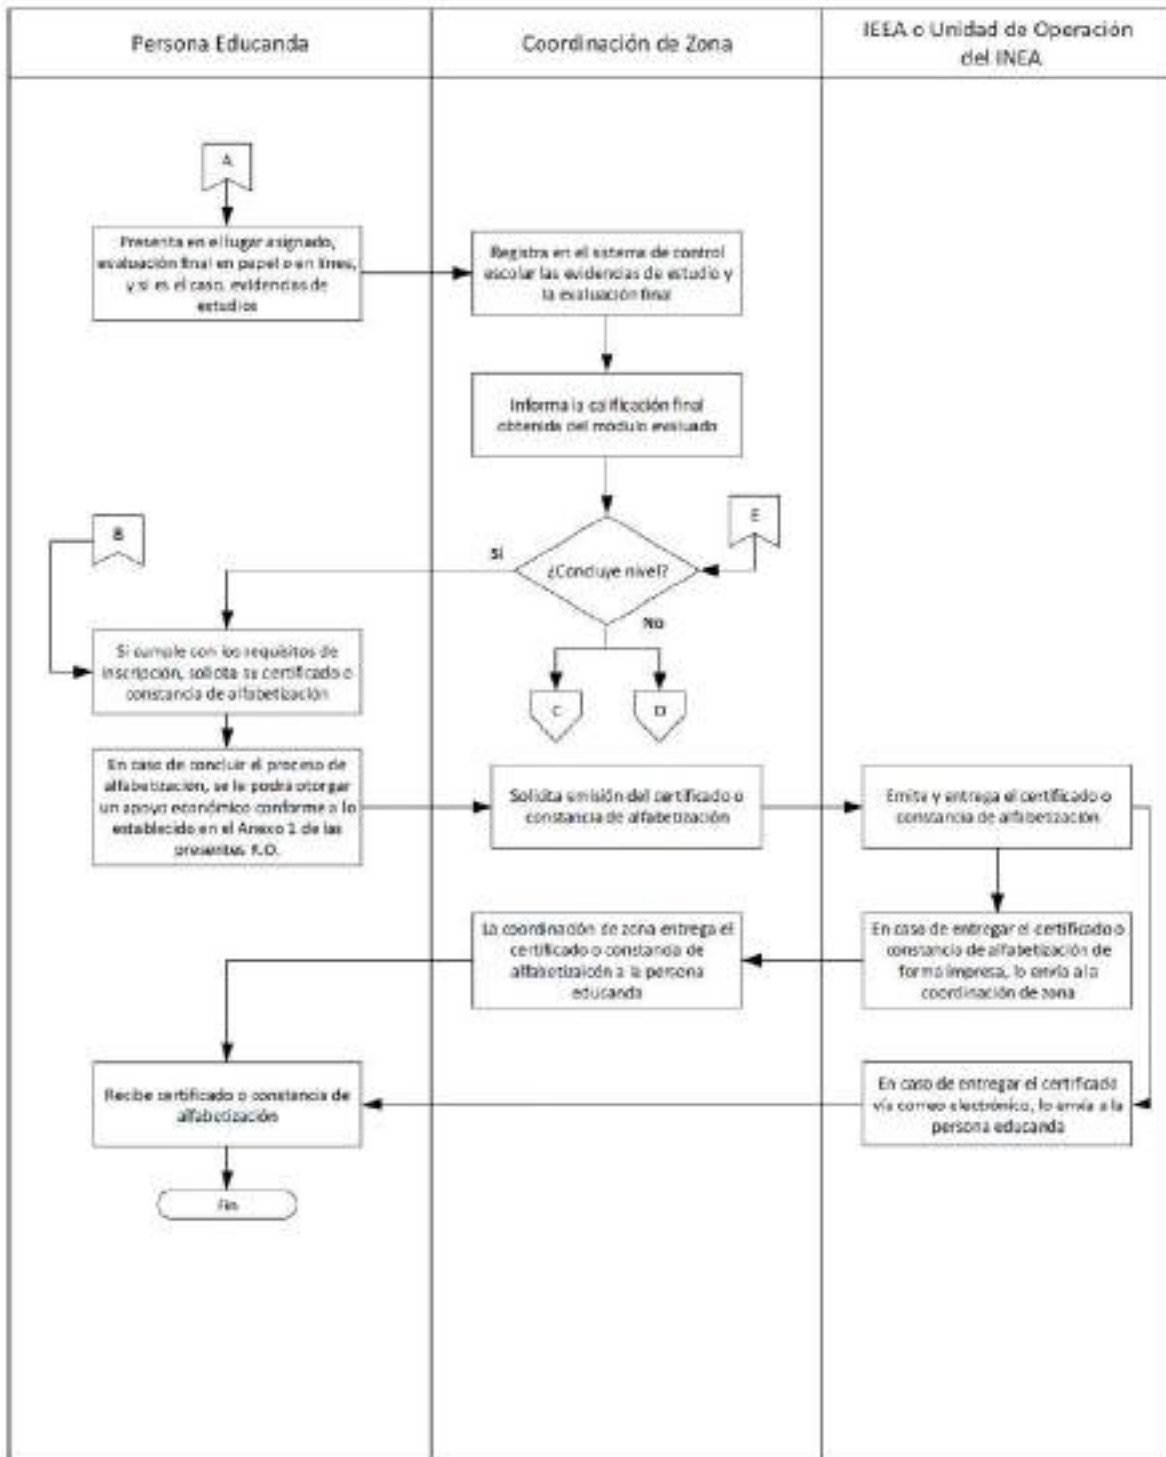 Persona Educanda
Coordinación de Zona
IEEA o Unidad de Operación
del INEA
A
Presenta en el lugar asignado,
evaluación final en papel o en línea,
y si es el caso, evidencias de
estudios
Registra en el sistema de control
escolar las evidencias de estudio y
la evaluación final
Informa la calificación final
obtenida del módulo evaluado
B
E
Si
¿Concluye nivel?
No
Si cumple con los requisitos de
inscripción, solicita su certificado o
constancia de alfabetización
C
D
En caso de concluir el proceso de
alfabetización, se le podrá otorgar
un apoyo económico conforme a lo
establecido en el Anexo 1 de las
presentes R.O.
Solicita emisión del certificado o
constancia de alfabetización
Emite y entrega el certificado o
constancia de alfabetización
La coordinación de zona entrega el
certificado o constancia de
alfabetizaicón a la persona
educanda
En caso de entregar el certificado o
constancia de alfabetización de
forma impresa, lo envía a la
coordinación de zona
Recibe certificado o constancia de
alfabetización
En caso de entregar el certificado
vía correo electrónico, lo envía a la
persona educanda
Fin